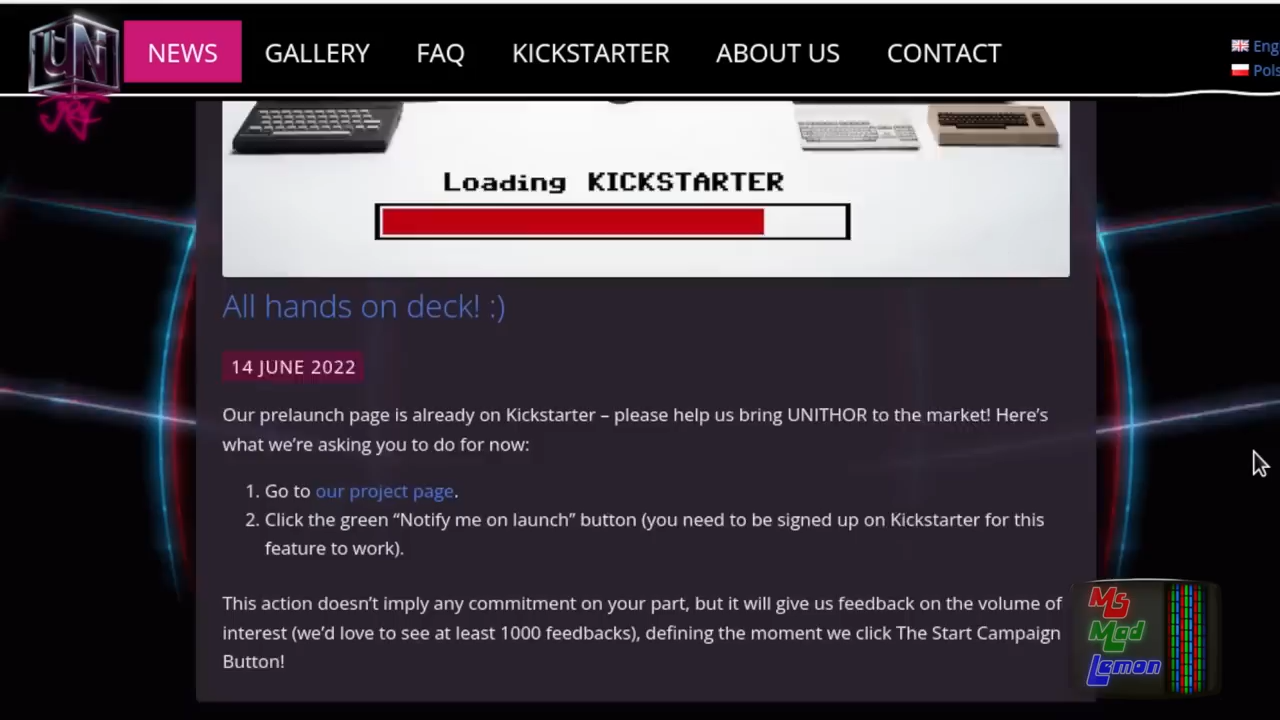 UN
NEWS GALLERY FAQ KICKSTARTER ABOUT US CONTACT
Eng
Pols
Loading KICKSTARTER
All hands on deck! :)
14 JUNE 2022
Our prelaunch page is already on Kickstarter – please help us bring UNITHOR to the market! Here’s
what we’re asking you to do for now:
1. Go to our project page.
2. Click the green “Notify me on launch” button (you need to be signed up on Kickstarter for this
feature to work).
This action doesn’t imply any commitment on your part, but it will give us feedback on the volume of
interest (we’d love to see at least 1000 feedbacks), defining the moment we click The Start Campaign
Button!
Ms
Mad
Lemon